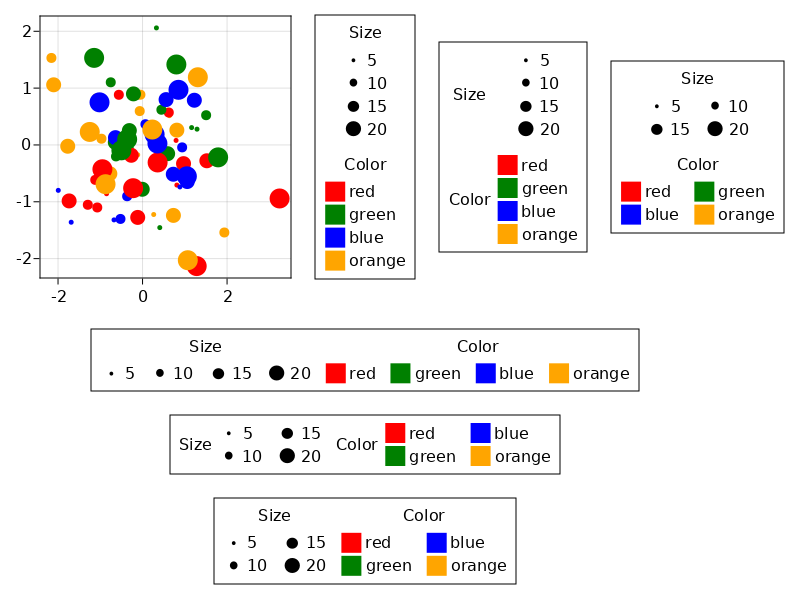 2
1
0
-1
-2
-2 0 2
Size
5
10
15
20
Color
red
green
blue
orange
Size
5
10
15
20
Color
red
green
blue
orange
Size
5 10
15 20
Color
red green
blue orange
Size Color
5 10 15 20 red green blue orange
Size 5 15 Color red blue
10 20 green orange
Size Color
5 15 red blue
10 20 green orange